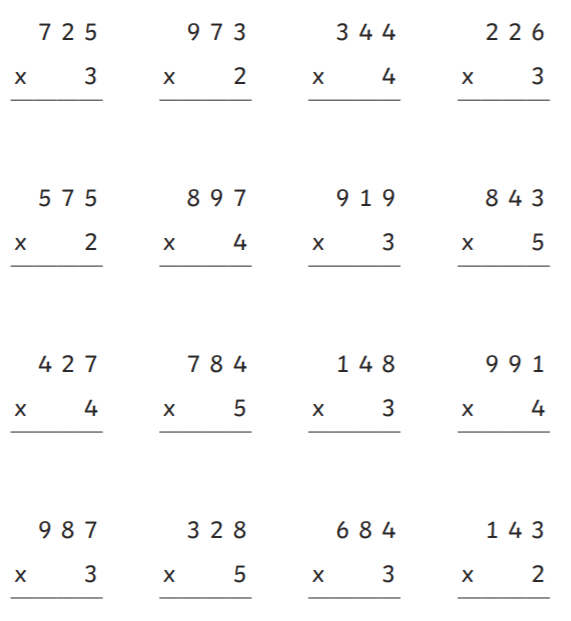 7 2 5 9 7 3 3 4 4 2 2 6
x 3 x 2 x 4 x 3
5 7 5 8 9 7 9 1 9 8 4 3
x 2 x 4 x 3 x 5
4 2 7 7 8 4 1 4 8 9 9 1
x 4 x 5 x 3 x 4
9 8 7 3 2 8 6 8 4 1 4 3
x 3 x 5 x 3 x 2